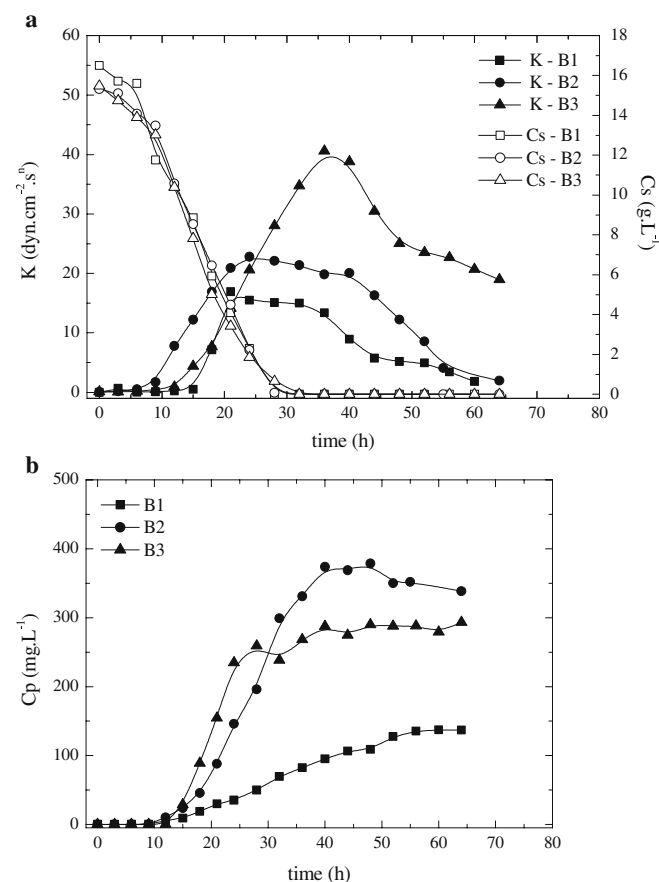 a
60
50
40
30
20
10
0
K (dyn.cm⁻².sⁿ)
K - B1
K - B2
K - B3
Cs - B1
Cs - B2
Cs - B3
18
16
14
12
10
8
6
4
2
0
Cs (g.L⁻¹)
0 10 20 30 40 50 60 70 80
time (h)
b
500
400
300
200
100
0
Cp (mg.L⁻¹)
B1
B2
B3
0 10 20 30 40 50 60 70 80
time (h)